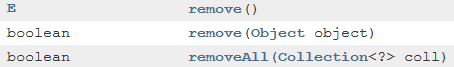 E remove()
boolean remove(Object object)
boolean removeAll(Collection<?> coll)